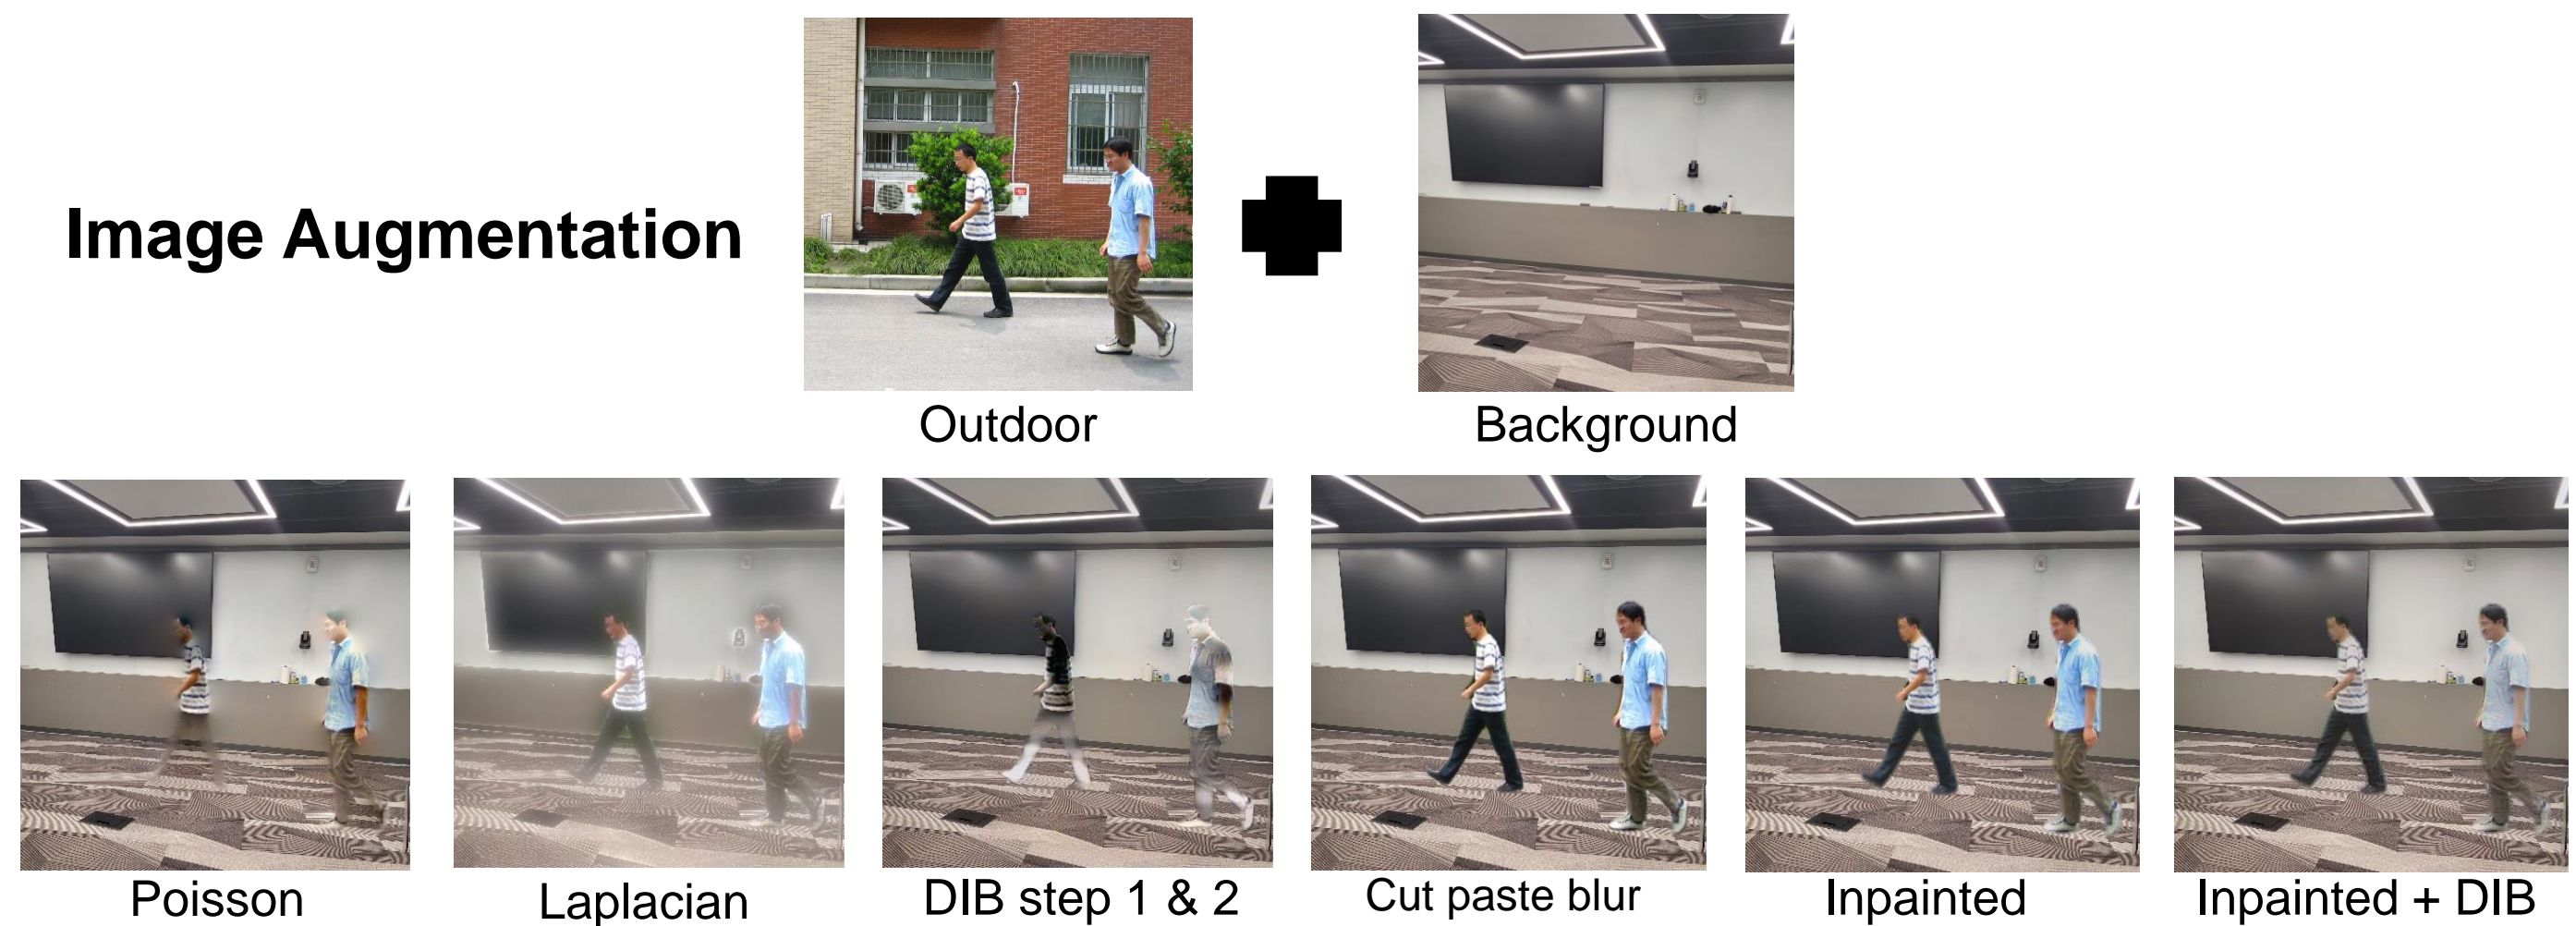 Image Augmentation
Outdoor
Background
Poisson
Laplacian
DIB step 1 & 2
Cut paste blur
Inpainted
Inpainted + DIB